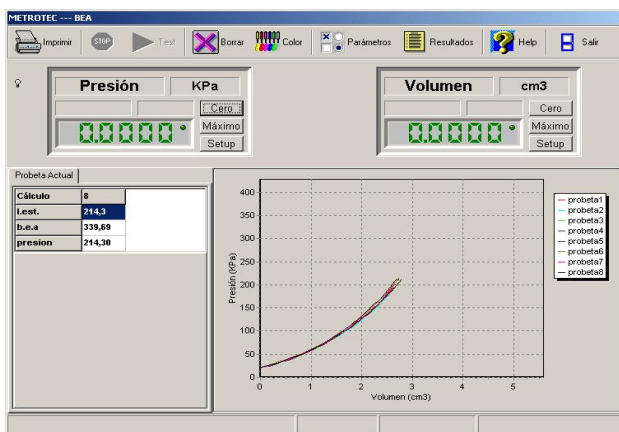 METROTEC --- BEA
Imprimir STOP Test Borrar Color Parámetros Resultados Help Salir
Presión KPa
Cero
0.0000 Máximo
Setup
Volumen cm3
Cero
0.0000 Máximo
Setup
Probeta Actual
Cálculo 8
I.est. 214,3
b.e.a 339,69
presion 214,30
Presión (KPa)
400
350
300
250
200
150
100
50
0
0 1 2 3 4 5
Volumen (cm3)
probeta1
probeta2
probeta3
probeta4
probeta5
probeta6
probeta7
probeta8